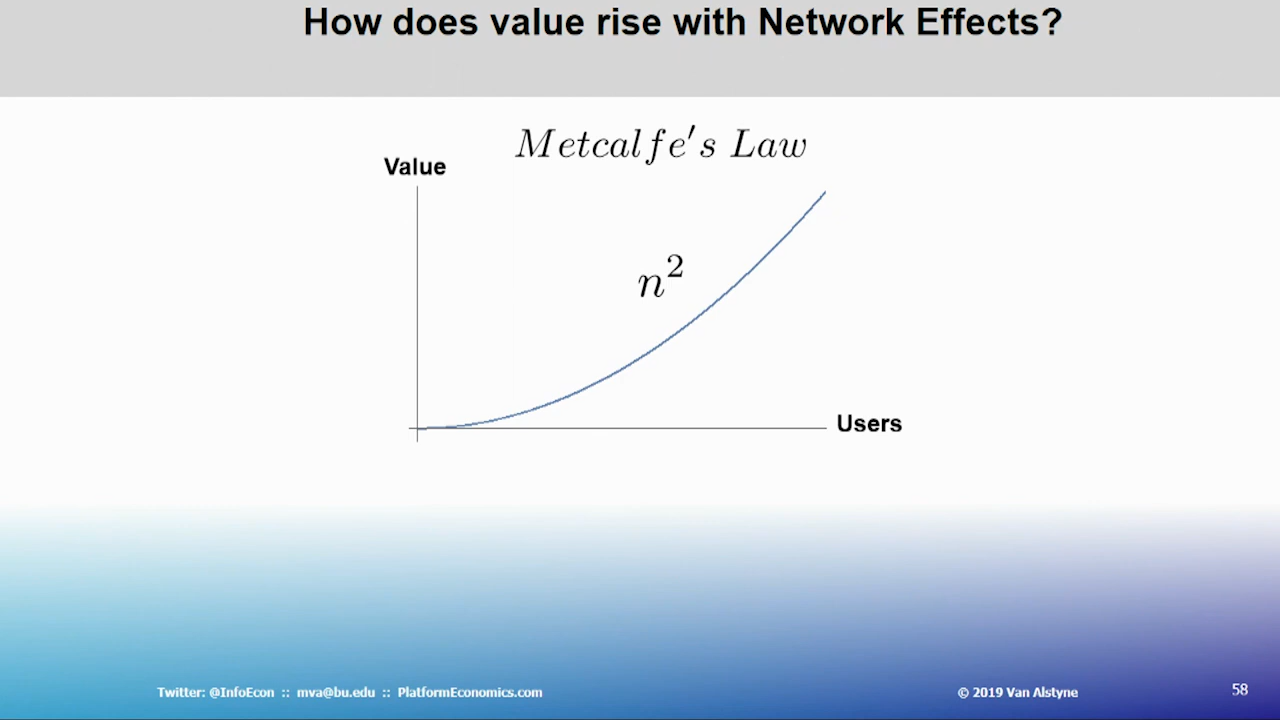 How does value rise with Network Effects?
Metcalfe's Law
Value
n²
Users
Twitter: @InfoEcon :: mva@bu.edu :: PlatformEconomics.com
© 2019 Van Alstyne
58